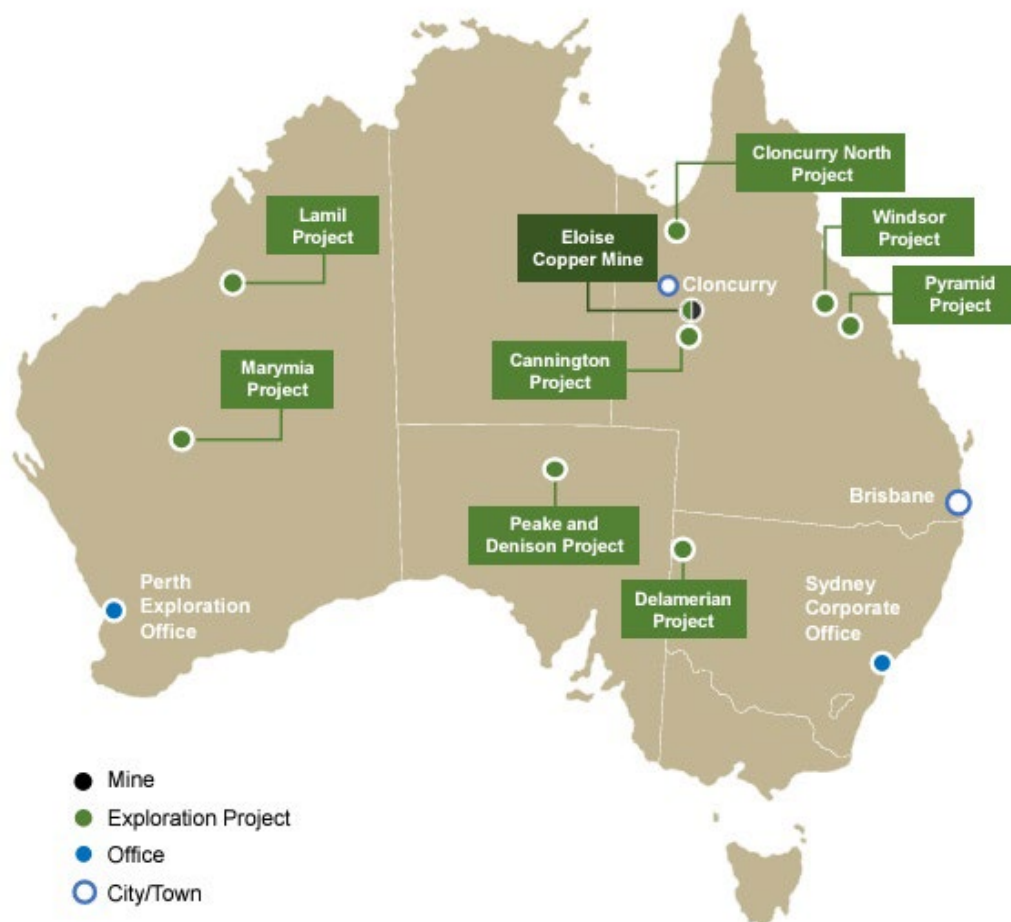 Cloncurry North
Project
Lamil
Project
Windsor
Project
Eloise
Copper Mine
Cloncurry
Pyramid
Project
Cannington
Project
Marymia
Project
Brisbane
Peake and
Denison Project
Perth
Exploration
Office
Delamerian
Project
Sydney
Corporate
Office
Mine
Exploration Project
Office
City/Town